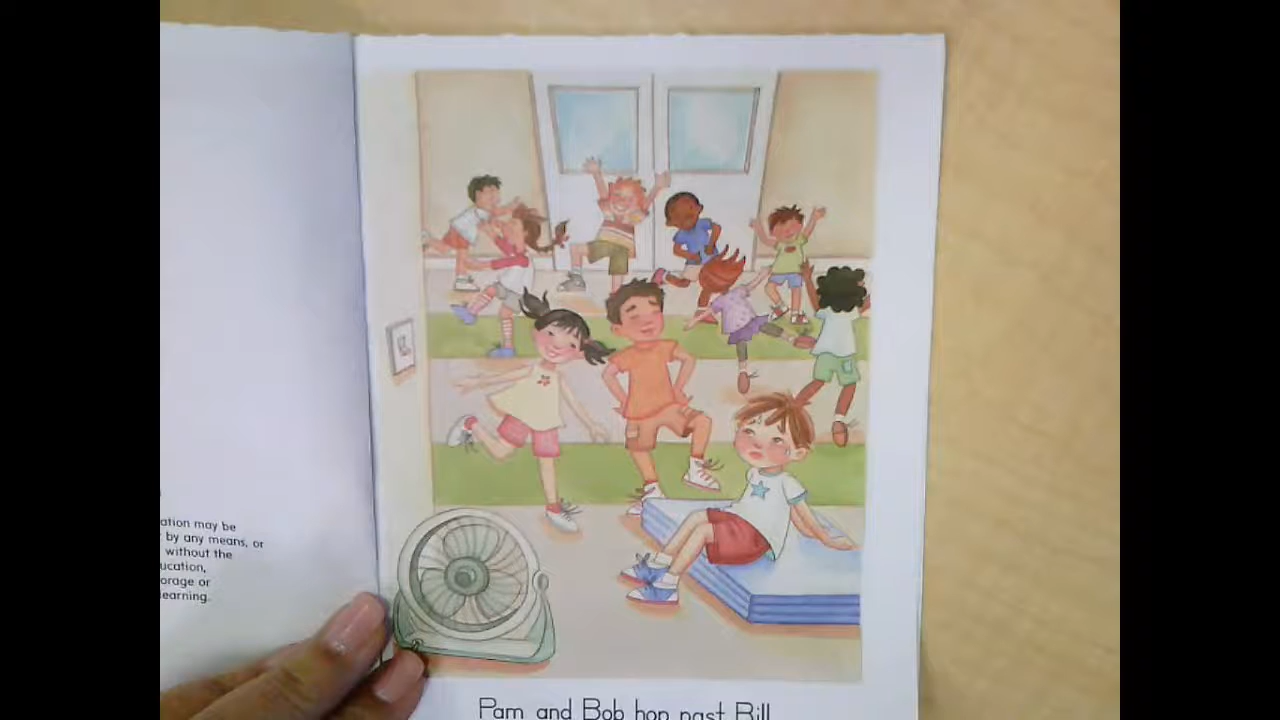 ation may be
by any means, or
without the
ucation,
orage or
earning.
Pam and Bob hop past Bill